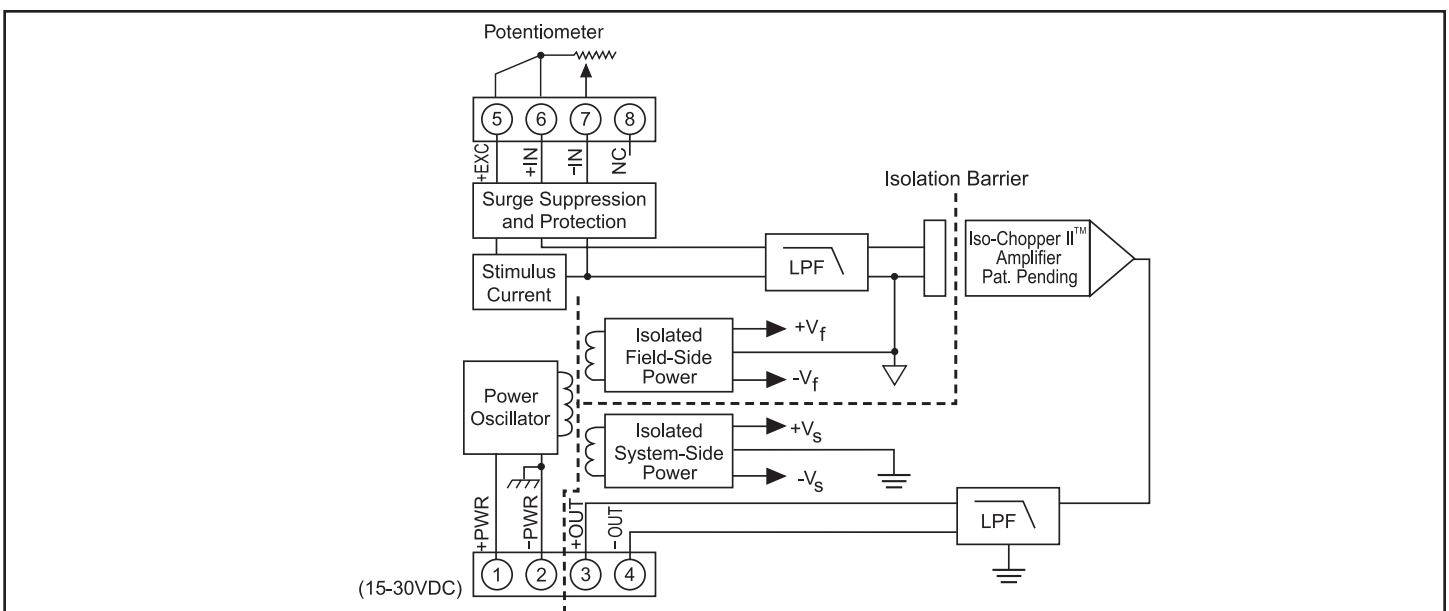 Potentiometer
5 6 7 8
+EXC
+IN
-IN
NC
Surge Suppression
and Protection
Isolation Barrier
Stimulus
Current
LPF
Iso-Chopper II™
Amplifier
Pat. Pending
Isolated
Field-Side
Power
+Vf
-Vf
Power
Oscillator
Isolated
System-Side
Power
+Vs
-Vs
+PWR
-PWR
+OUT
-OUT
LPF
(15-30VDC)
1 2 3 4